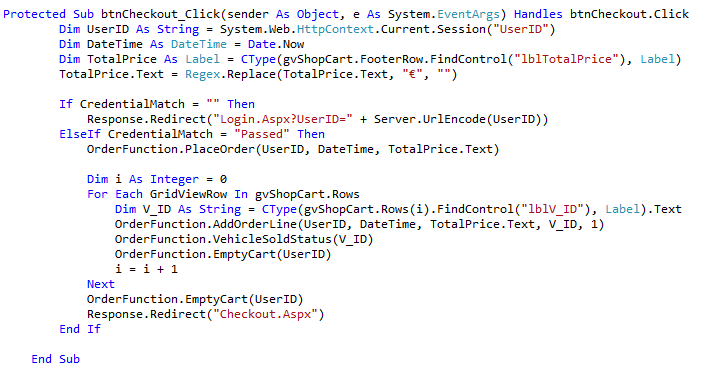 Protected Sub btnCheckout_Click(sender As Object, e As System.EventArgs) Handles btnCheckout.Click
Dim UserID As String = System.Web.HttpContext.Current.Session("UserID")
Dim DateTime As DateTime = Date.Now
Dim TotalPrice As Label = CType(gvShopCart.FooterRow.FindControl("lblTotalPrice"), Label)
TotalPrice.Text = Regex.Replace(TotalPrice.Text, "€", "")
If CredentialMatch = "" Then
Response.Redirect("Login.Aspx?UserID=" + Server.UrlEncode(UserID))
ElseIf CredentialMatch = "Passed" Then
OrderFunction.PlaceOrder(UserID, DateTime, TotalPrice.Text)
Dim i As Integer = 0
For Each GridViewRow In gvShopCart.Rows
Dim V_ID As String = CType(gvShopCart.Rows(i).FindControl("lblV_ID"), Label).Text
OrderFunction.AddOrderLine(UserID, DateTime, TotalPrice.Text, V_ID, 1)
OrderFunction.VehicleSoldStatus(V_ID)
OrderFunction.EmptyCart(UserID)
i = i + 1
Next
OrderFunction.EmptyCart(UserID)
Response.Redirect("Checkout.Aspx")
End If
End Sub